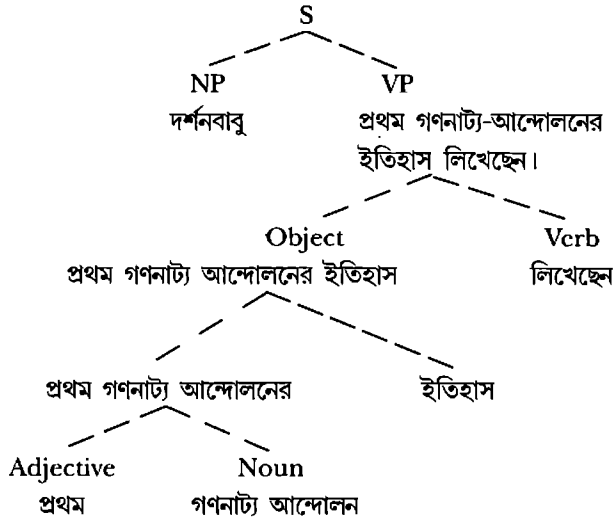 S
NP VP
দর্শনবাবু প্রথম গণনাট্য-আন্দোলনের
ইতিহাস লিখেছেন।
Object Verb
প্রথম গণনাট্য আন্দোলনের ইতিহাস লিখেছেন
প্রথম গণনাট্য আন্দোলনের ইতিহাস
Adjective Noun
প্রথম গণনাট্য আন্দোলন